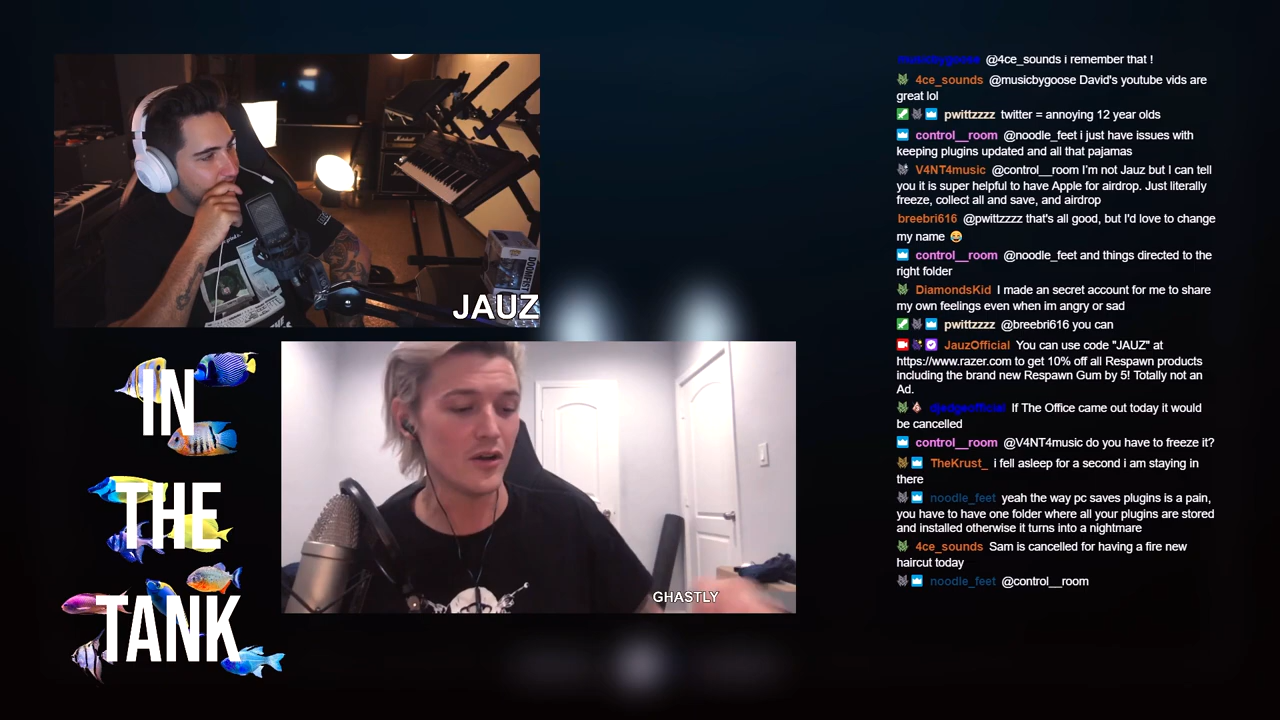 JAUZ
DOOMFIST
IN
THE
TANK
GHASTLY
musicbygoose @4ce_sounds i remember that !
4ce_sounds @musicbygoose David's youtube vids are
great lol
pwittzzzz twitter = annoying 12 year olds
control__room @noodle_feet i just have issues with
keeping plugins updated and all that pajamas
V4NT4music @control__room I'm not Jauz but I can tell
you it is super helpful to have Apple for airdrop. Just literally
freeze, collect all and save, and airdrop
breebri616 @pwittzzzz that's all good, but I'd love to change
my name 😂
control__room @noodle_feet and things directed to the
right folder
DiamondsKid I made an secret account for me to share
my own feelings even when im angry or sad
pwittzzzz @breebri616 you can
JauzOfficial You can use code "JAUZ" at
https://www.razer.com to get 10% off all Respawn products
including the brand new Respawn Gum by 5! Totally not an
Ad.
djedgeofficial If The Office came out today it would
be cancelled
control__room @V4NT4music do you have to freeze it?
TheKrust_ i fell asleep for a second i am staying in
there
noodle_feet yeah the way pc saves plugins is a pain,
you have to have one folder where all your plugins are stored
and installed otherwise it turns into a nightmare
4ce_sounds Sam is cancelled for having a fire new
haircut today
noodle_feet @control__room